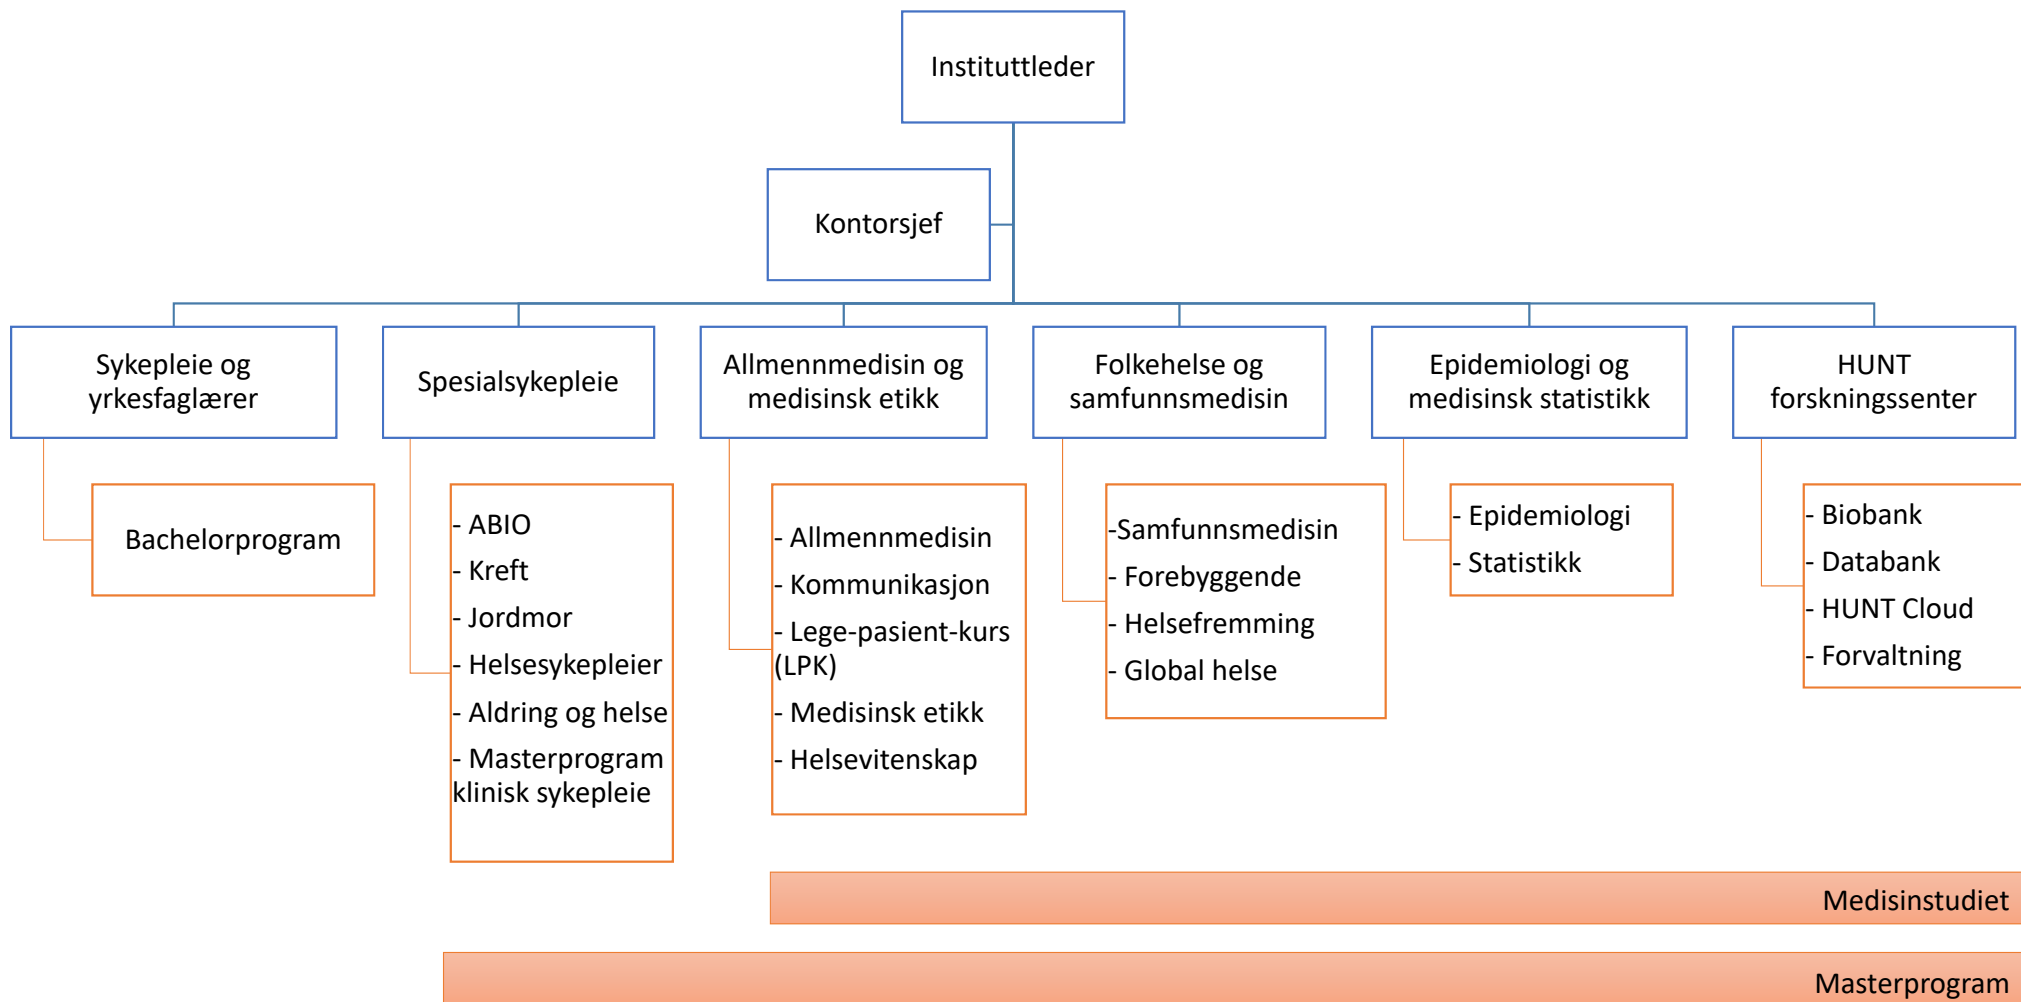 Instituttleder
Kontorsjef
Sykepleie og
yrkesfaglærer
Spesialsykepleie
Allmennmedisin og
medisinsk etikk
Folkehelse og
samfunnsmedisin
Epidemiologi og
medisinsk statistikk
HUNT
forskningssenter
Bachelorprogram
- ABIO
- Kreft
- Jordmor
- Helsesykepleier
- Aldring og helse
- Masterprogram
klinisk sykepleie
- Allmennmedisin
- Kommunikasjon
- Lege-pasient-kurs
(LPK)
- Medisinsk etikk
- Helsevitenskap
-Samfunnsmedisin
- Forebyggende
- Helsefremming
- Global helse
- Epidemiologi
- Statistikk
- Biobank
- Databank
- HUNT Cloud
- Forvaltning
Medisinstudiet
Masterprogram